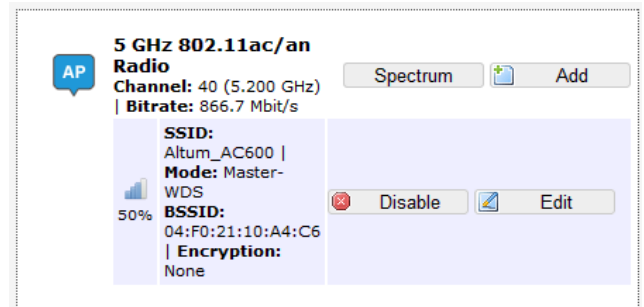 AP
5 GHz 802.11ac/an
Radio
Channel: 40 (5.200 GHz)
| Bitrate: 866.7 Mbit/s
Spectrum
Add
50%
SSID:
Altum_AC600 |
Mode: Master-
WDS
BSSID:
04:F0:21:10:A4:C6
| Encryption:
None
Disable
Edit